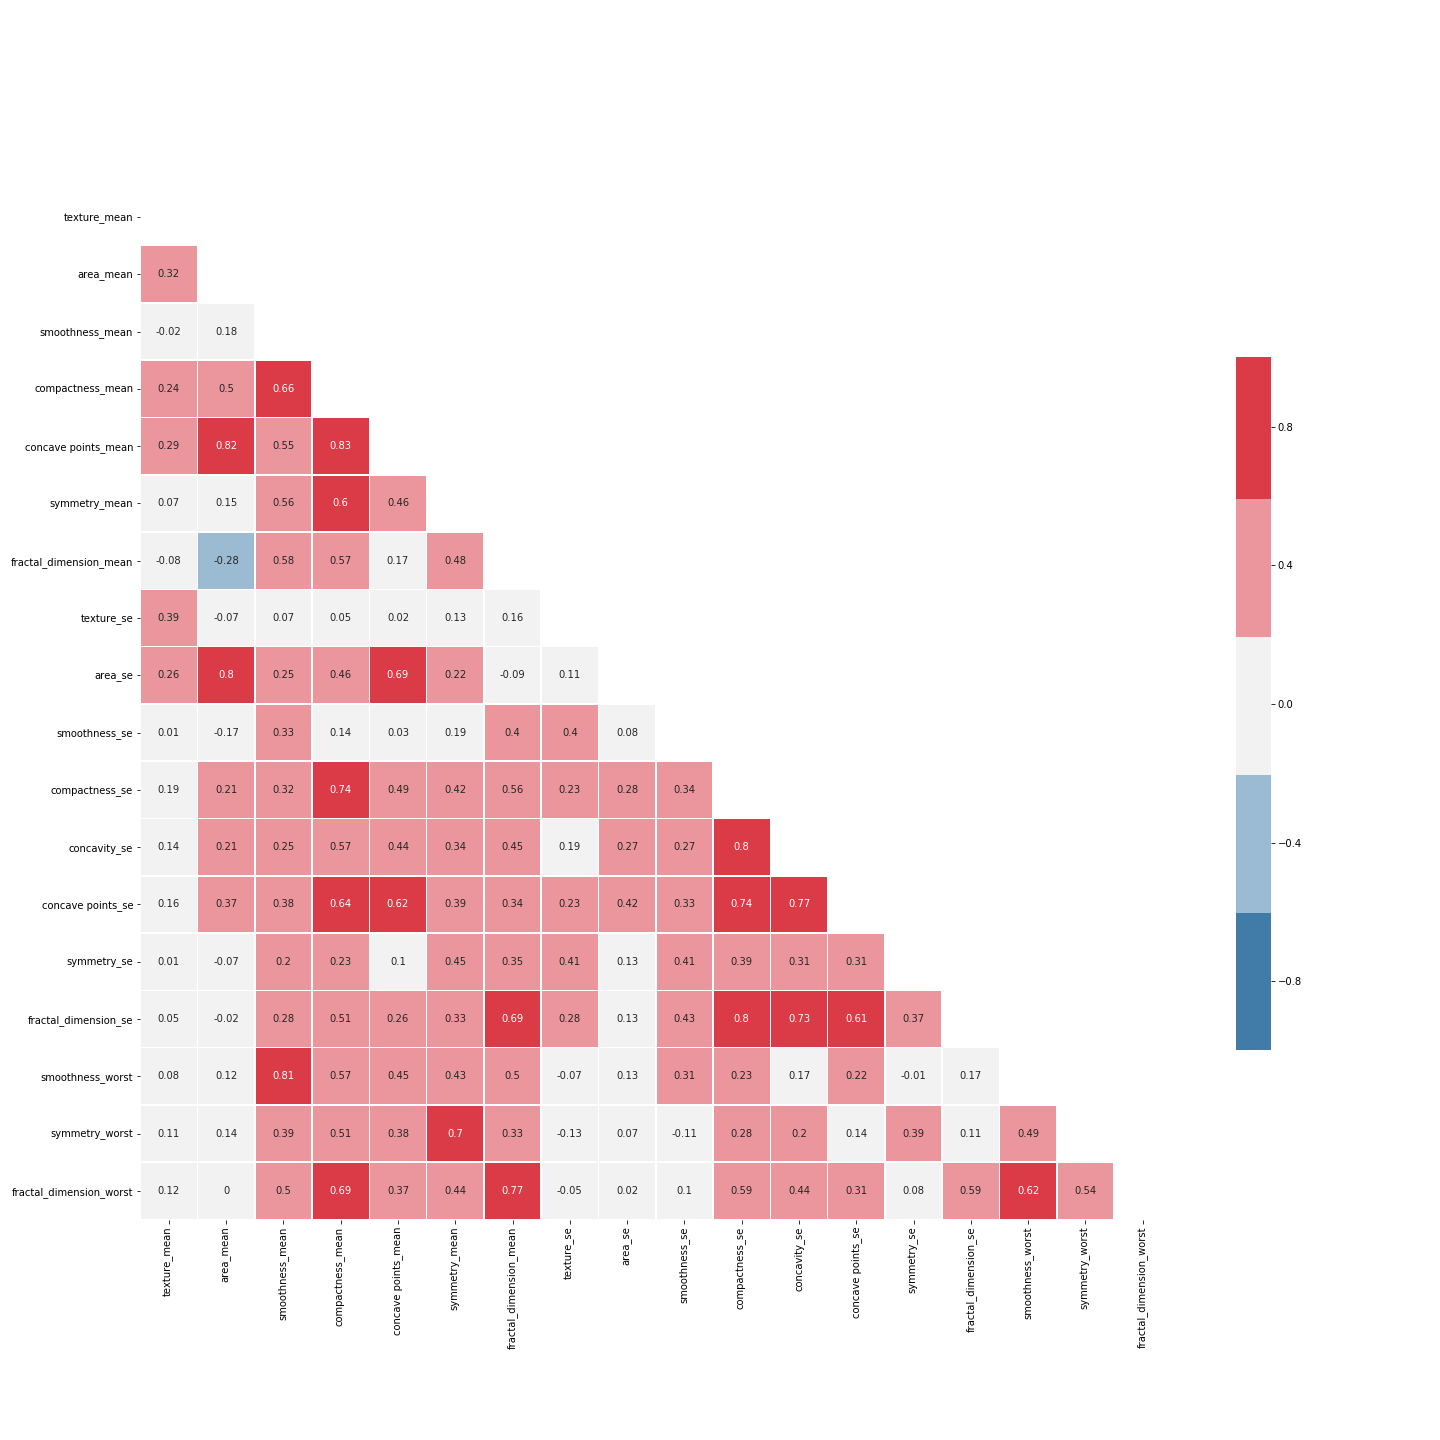 texture_mean
area_mean 0.32
smoothness_mean -0.02 0.18
compactness_mean 0.24 0.5 0.66
concave points_mean 0.29 0.82 0.55 0.83
symmetry_mean 0.07 0.15 0.56 0.6 0.46
fractal_dimension_mean -0.08 -0.28 0.58 0.57 0.17 0.48
texture_se 0.39 -0.07 0.07 0.05 0.02 0.13 0.16
area_se 0.26 0.8 0.25 0.46 0.69 0.22 -0.09 0.11
smoothness_se 0.01 -0.17 0.33 0.14 0.03 0.19 0.4 0.4 0.08
compactness_se 0.19 0.21 0.32 0.74 0.49 0.42 0.56 0.23 0.28 0.34
concavity_se 0.14 0.21 0.25 0.57 0.44 0.34 0.45 0.19 0.27 0.27 0.8
concave points_se 0.16 0.37 0.38 0.64 0.62 0.39 0.34 0.23 0.42 0.33 0.74 0.77
symmetry_se 0.01 -0.07 0.2 0.23 0.1 0.45 0.35 0.41 0.13 0.41 0.39 0.31 0.31
fractal_dimension_se 0.05 -0.02 0.28 0.51 0.26 0.33 0.69 0.28 0.13 0.43 0.8 0.73 0.61 0.37
smoothness_worst 0.08 0.12 0.81 0.57 0.45 0.43 0.5 -0.07 0.13 0.31 0.23 0.17 0.22 -0.01 0.17
symmetry_worst 0.11 0.14 0.39 0.51 0.38 0.7 0.33 -0.13 0.07 -0.11 0.28 0.2 0.14 0.39 0.11 0.49
fractal_dimension_worst 0.12 0 0.5 0.69 0.37 0.44 0.77 -0.05 0.02 0.1 0.59 0.44 0.31 0.08 0.59 0.62 0.54
texture_mean
area_mean
smoothness_mean
compactness_mean
concave points_mean
symmetry_mean
fractal_dimension_mean
texture_se
area_se
smoothness_se
compactness_se
concavity_se
concave points_se
symmetry_se
fractal_dimension_se
smoothness_worst
symmetry_worst
fractal_dimension_worst
0.8
0.4
0.0
−0.4
−0.8